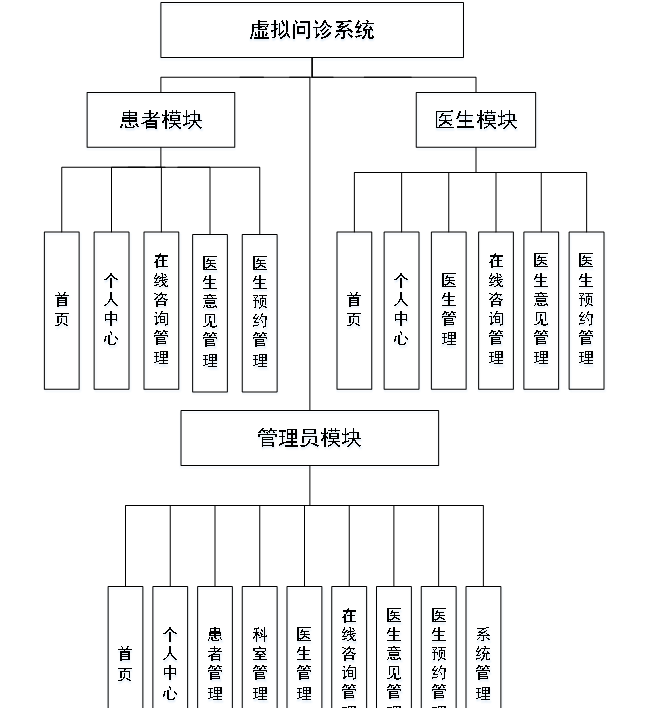 虚拟问诊系统
患者模块
医生模块
首页
个人中心
在线咨询管理
医生意见管理
医生预约管理
首页
个人中心
医生管理
在线咨询管理
医生意见管理
医生预约管理
管理员模块
首页
个人中心
患者管理
科室管理
医生管理
在线咨询管理
医生意见管理
医生预约管理
系统管理